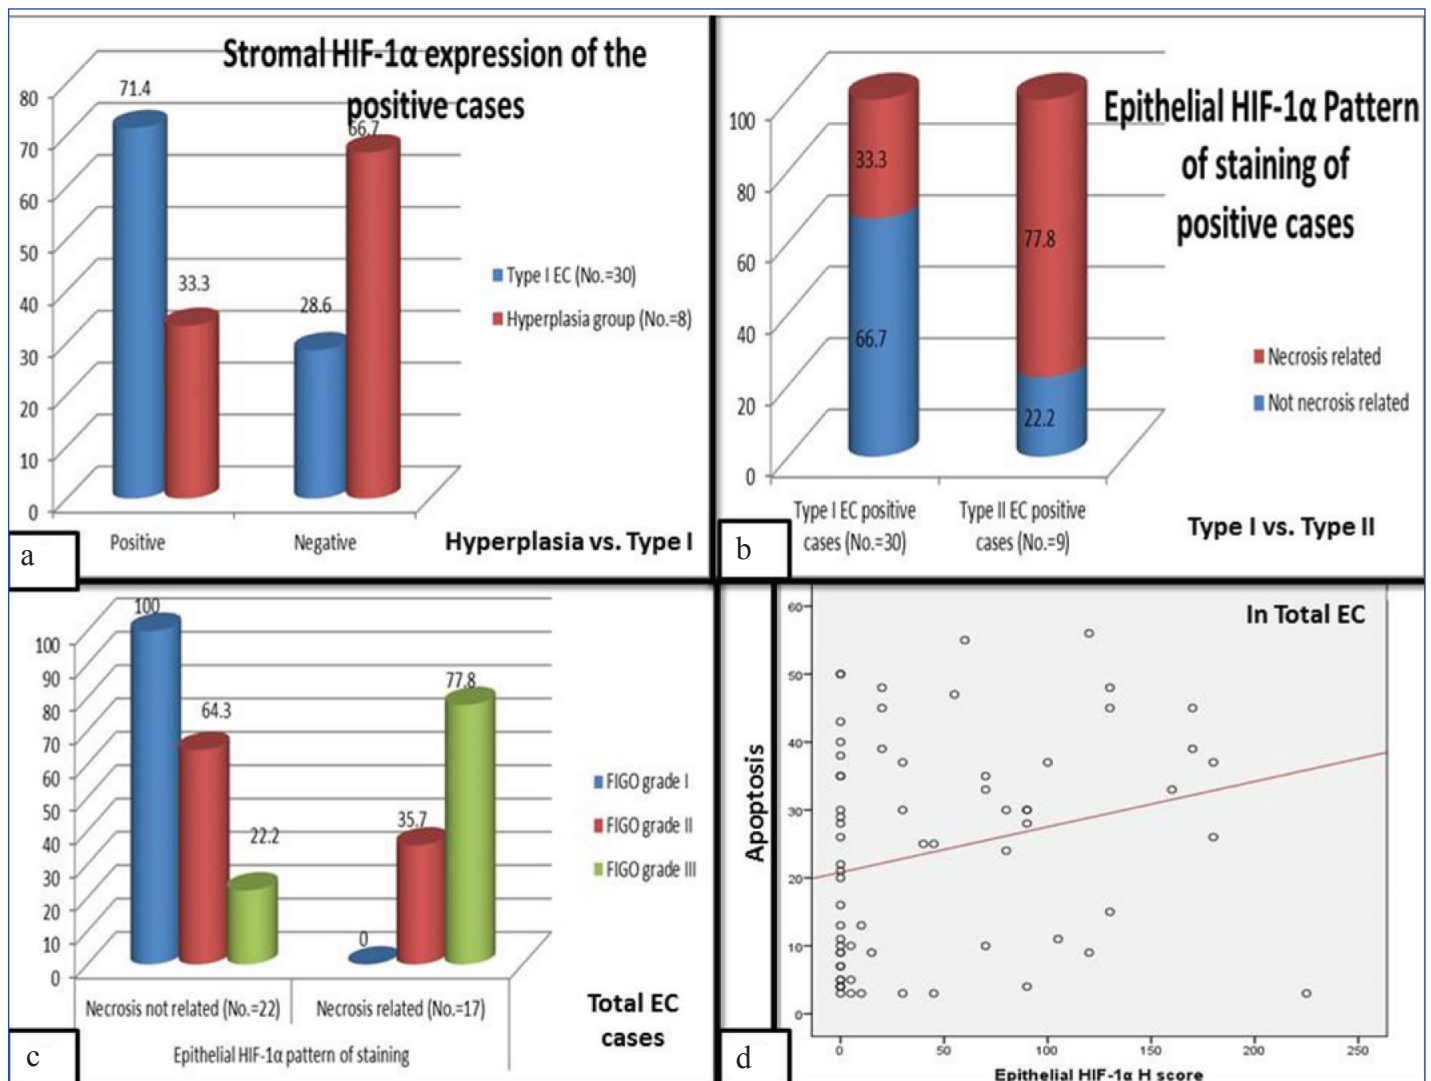 Stromal HIF-1α expression of the
positive cases
80
70
60
50
40
30
20
10
0
71.4
33.3
28.6
66.7
Positive
Negative
Type I EC (No.=30)
Hyperplasia group (No.=8)
Hyperplasia vs. Type I
a
Epithelial HIF-1α Pattern
of staining of
positive cases
100
80
60
40
20
0
33.3
66.7
77.8
22.2
Necrosis related
Not necrosis related
Type I EC positive
cases (No.=30)
Type II EC positive
cases (No.=9)
Type I vs. Type II
b
100
90
80
70
60
50
40
30
20
10
0
100
64.3
22.2
0
35.7
77.8
FIGO grade I
FIGO grade II
FIGO grade III
Necrosis not related (No.=22)
Necrosis related (No.=17)
Epithelial HIF-1α pattern of staining
Total EC
cases
c
In Total EC
Apoptosis
60
50
40
30
20
10
0
0
50
100
150
200
250
Epithelial HIF-1α H score
d